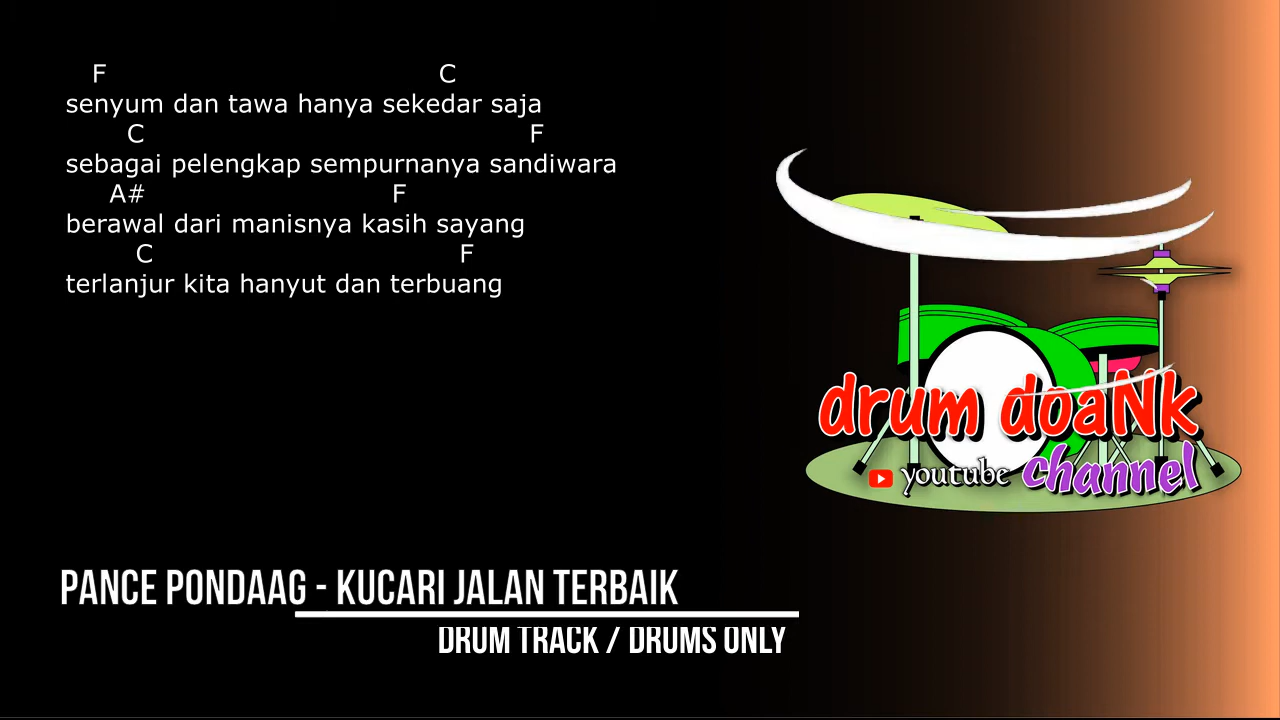 F C
senyum dan tawa hanya sekedar saja
C F
sebagai pelengkap sempurnanya sandiwara
A# F
berawal dari manisnya kasih sayang
C F
terlanjur kita hanyut dan terbuang
drum doaNk
youtube channel
PANCE PONDAAG - KUCARI JALAN TERBAIK
DRUM TRACK / DRUMS ONLY